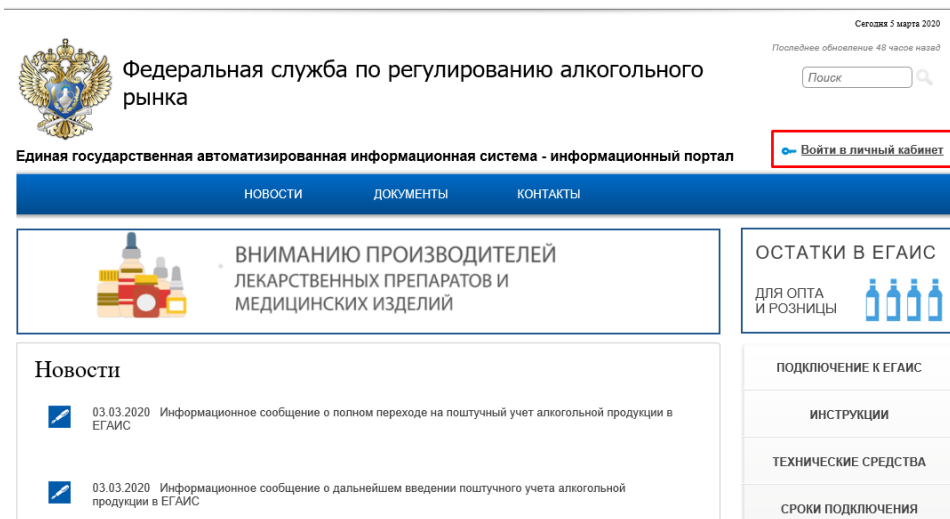 Сегодня 5 марта 2020
Последнее обновление 48 часов назад
Федеральная служба по регулированию алкогольного
рынка
Поиск
Единая государственная автоматизированная информационная система - информационный портал
Войти в личный кабинет
НОВОСТИ ДОКУМЕНТЫ КОНТАКТЫ
ВНИМАНИЮ ПРОИЗВОДИТЕЛЕЙ
ЛЕКАРСТВЕННЫХ ПРЕПАРАТОВ И
МЕДИЦИНСКИХ ИЗДЕЛИЙ
ОСТАТКИ В ЕГАИС
ДЛЯ ОПТА
И РОЗНИЦЫ
Новости
03.03.2020 Информационное сообщение о полном переходе на поштучный учет алкогольной продукции в
ЕГАИС
03.03.2020 Информационное сообщение о дальнейшем введении поштучного учета алкогольной
продукции в ЕГАИС
ПОДКЛЮЧЕНИЕ К ЕГАИС
ИНСТРУКЦИИ
ТЕХНИЧЕСКИЕ СРЕДСТВА
СРОКИ ПОДКЛЮЧЕНИЯ